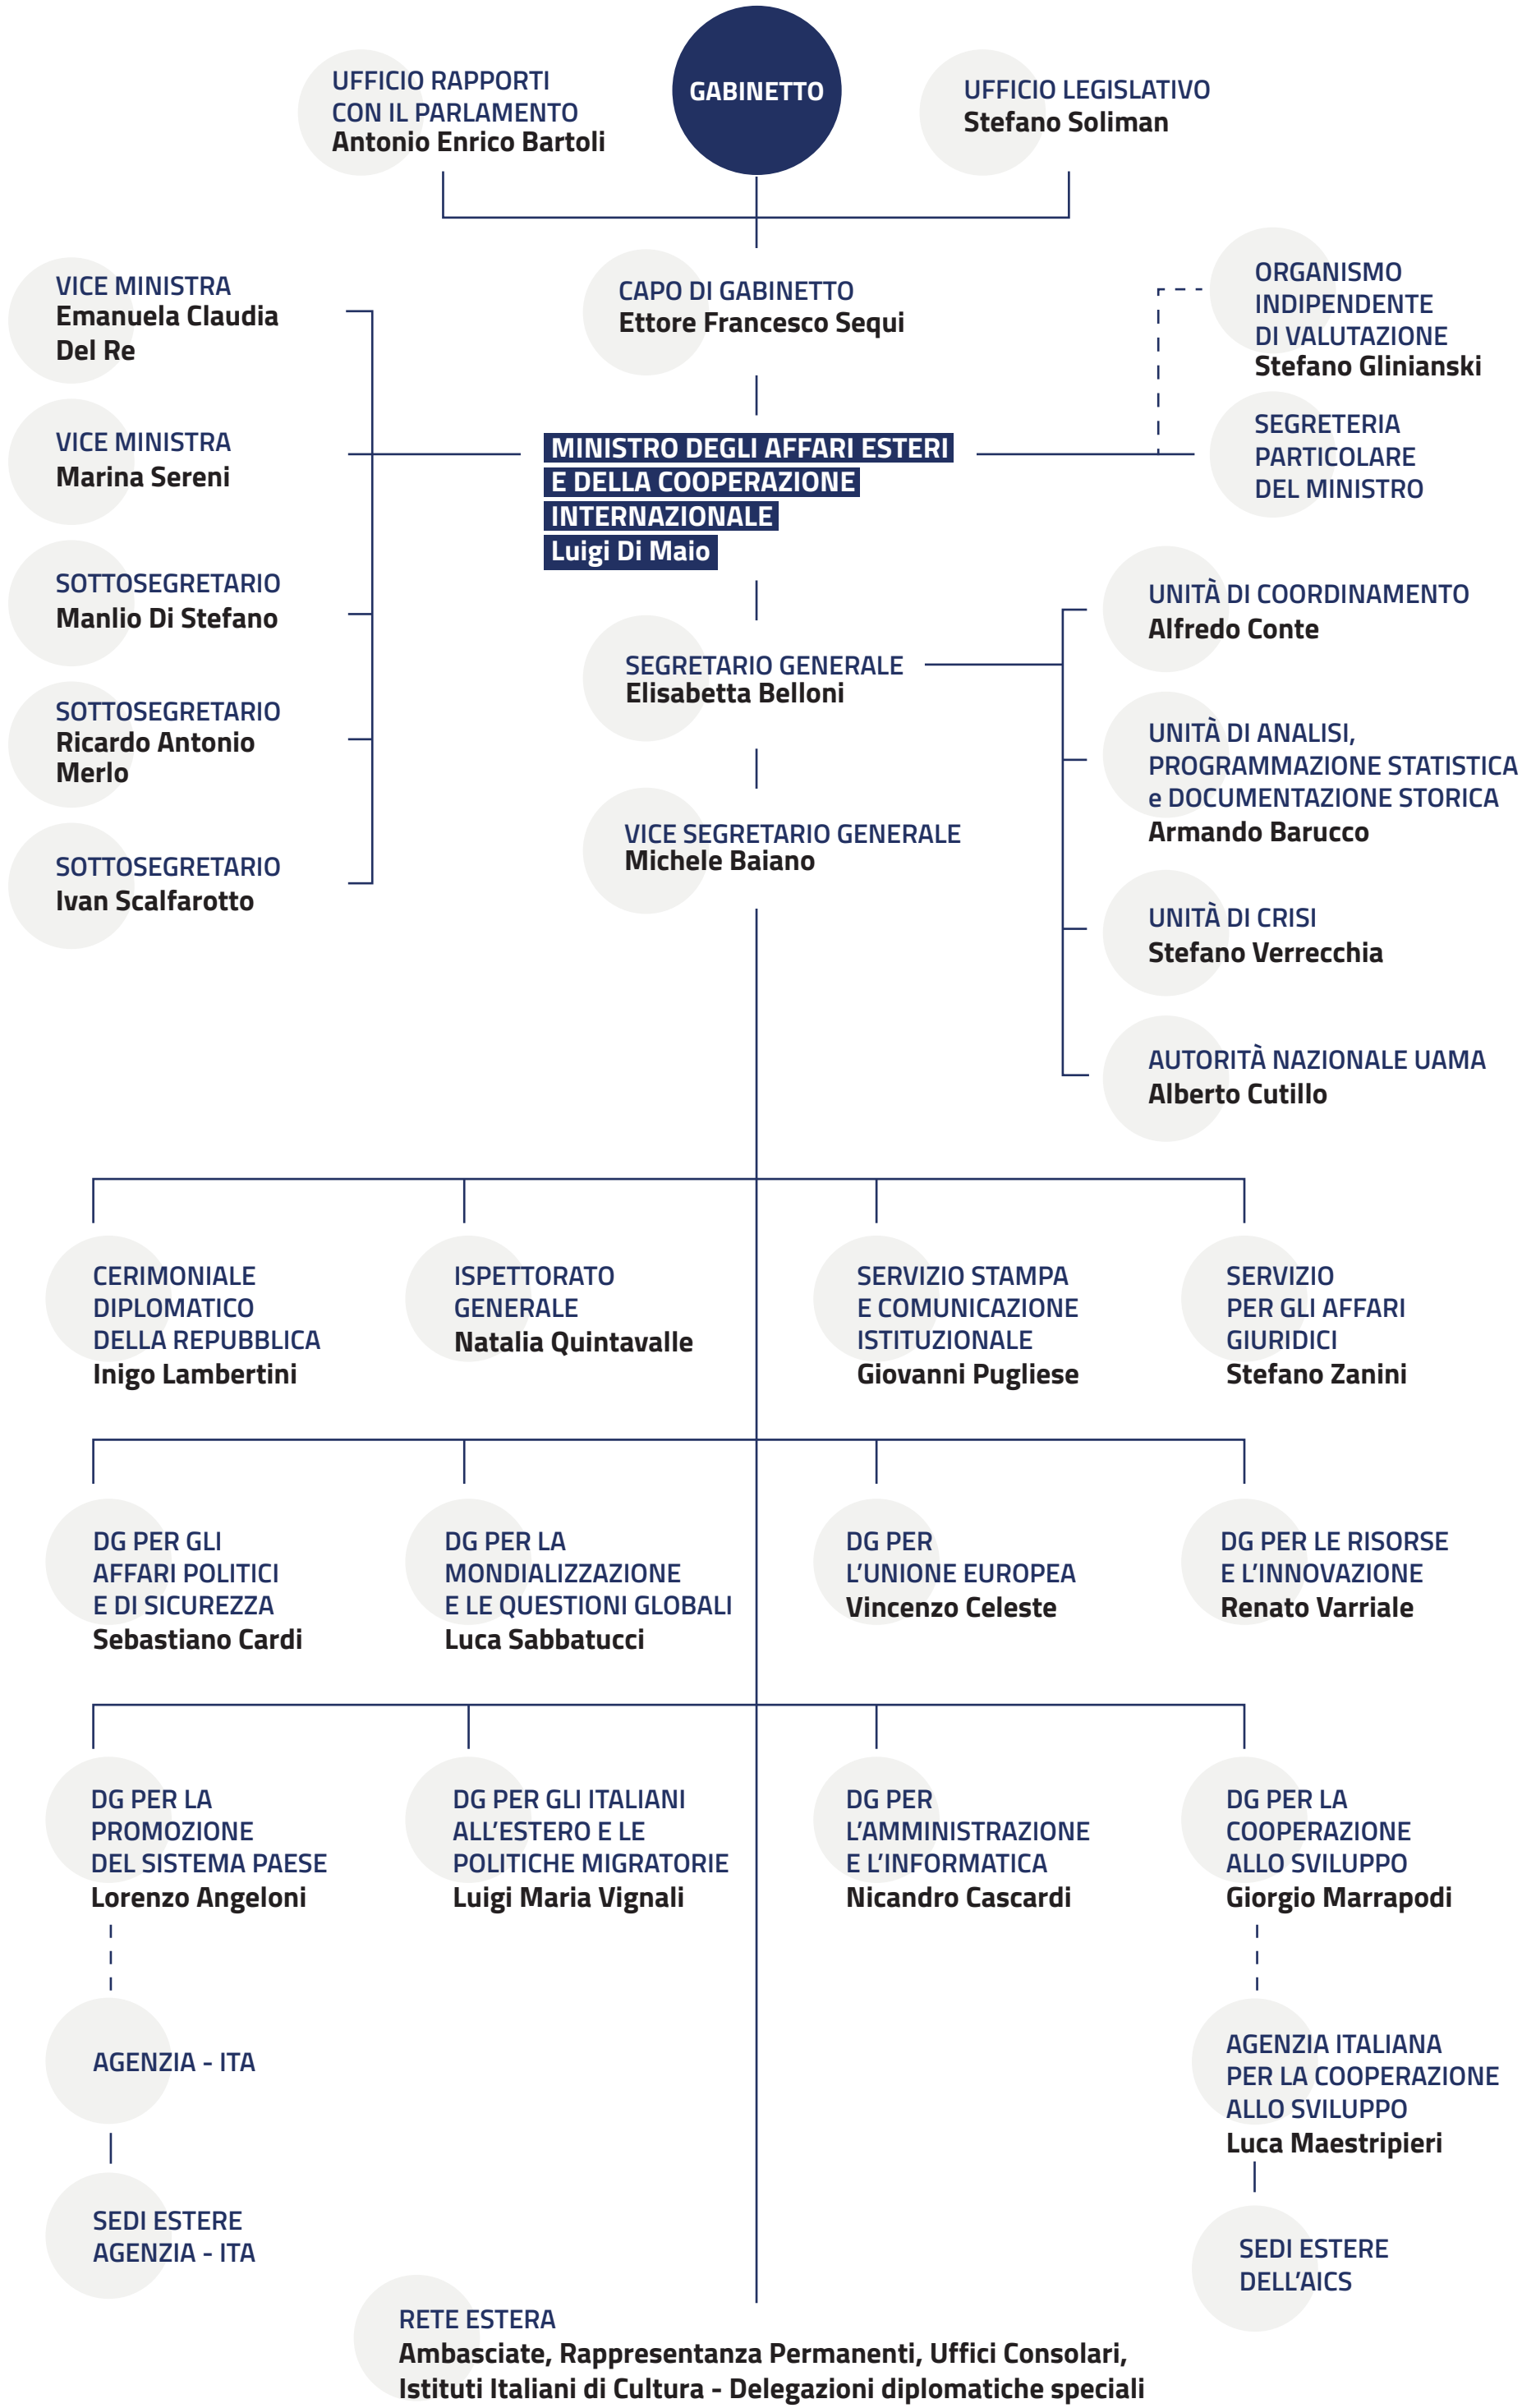 GABINETTO
UFFICIO RAPPORTI
CON IL PARLAMENTO
Antonio Enrico Bartoli
UFFICIO LEGISLATIVO
Stefano Soliman
CAPO DI GABINETTO
Ettore Francesco Sequi
VICE MINISTRA
Emanuela Claudia
Del Re
VICE MINISTRA
Marina Sereni
SOTTOSEGRETARIO
Manlio Di Stefano
SOTTOSEGRETARIO
Ricardo Antonio
Merlo
SOTTOSEGRETARIO
Ivan Scalfarotto
MINISTRO DEGLI AFFARI ESTERI
E DELLA COOPERAZIONE
INTERNAZIONALE
Luigi Di Maio
ORGANISMO
INDIPENDENTE
DI VALUTAZIONE
Stefano Glinianski
SEGRETERIA
PARTICOLARE
DEL MINISTRO
SEGRETARIO GENERALE
Elisabetta Belloni
VICE SEGRETARIO GENERALE
Michele Baiano
UNITÀ DI COORDINAMENTO
Alfredo Conte
UNITÀ DI ANALISI,
PROGRAMMAZIONE STATISTICA
e DOCUMENTAZIONE STORICA
Armando Barucco
UNITÀ DI CRISI
Stefano Verrecchia
AUTORITÀ NAZIONALE UAMA
Alberto Cutillo
CERIMONIALE
DIPLOMATICO
DELLA REPUBBLICA
Inigo Lambertini
ISPETTORATO
GENERALE
Natalia Quintavalle
SERVIZIO STAMPA
E COMUNICAZIONE
ISTITUZIONALE
Giovanni Pugliese
SERVIZIO
PER GLI AFFARI
GIURIDICI
Stefano Zanini
DG PER GLI
AFFARI POLITICI
E DI SICUREZZA
Sebastiano Cardi
DG PER LA
MONDIALIZZAZIONE
E LE QUESTIONI GLOBALI
Luca Sabbatucci
DG PER
L'UNIONE EUROPEA
Vincenzo Celeste
DG PER LE RISORSE
E L'INNOVAZIONE
Renato Varriale
DG PER LA
PROMOZIONE
DEL SISTEMA PAESE
Lorenzo Angeloni
DG PER GLI ITALIANI
ALL'ESTERO E LE
POLITICHE MIGRATORIE
Luigi Maria Vignali
DG PER
L'AMMINISTRAZIONE
E L'INFORMATICA
Nicandro Cascardi
DG PER LA
COOPERAZIONE
ALLO SVILUPPO
Giorgio Marrapodi
AGENZIA - ITA
SEDI ESTERE
AGENZIA - ITA
AGENZIA ITALIANA
PER LA COOPERAZIONE
ALLO SVILUPPO
Luca Maestripieri
SEDI ESTERE
DELL'AICS
RETE ESTERA
Ambasciate, Rappresentanza Permanenti, Uffici Consolari,
Istituti Italiani di Cultura - Delegazioni diplomatiche speciali